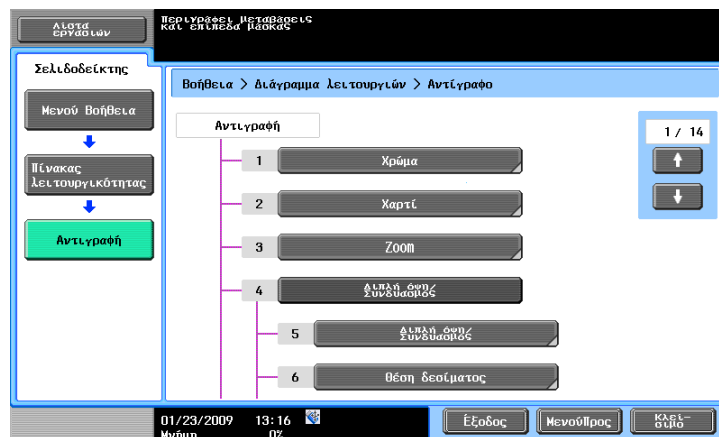 Λίστα
εργασιών
Περιγράφει μεταβάσεις
και επίπεδα μάσκας
Σελιδοδείκτης
Μενού Βοήθεια
Πίνακας
λειτουργικότητας
Αντιγραφή
Βοήθεια > Διάγραμμα λειτουργιών > Αντίγραφο
Αντιγραφή
1/ 14
1 Χρώμα
2 Χαρτί
3 Zoom
4 Διπλή όψη/
Συνδυασμός
5 Διπλή όψη/
Συνδυασμός
6 Θέση δεσίματος
01/23/2009 13:16
Μνήμη 0%
Έξοδος
ΜενούΠρος
Κλεί-
σιμο